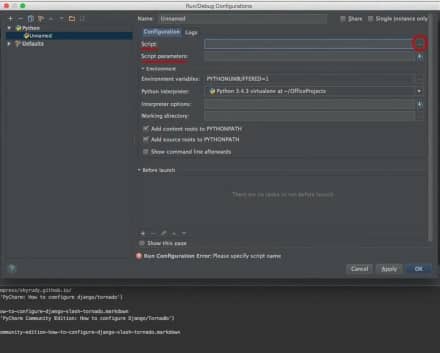 Run/Debug Configurations
Name: Unnamed
Share
Single instance only
Python
Unnamed
Defaults
Configuration Logs
Script:
Script parameters:
Environment
Environment variables: PYTHONUNBUFFERED=1
Python interpreter: Python 3.4.3 virtualenv at ~/OfficeProjects
Interpreter options:
Working directory:
Add content roots to PYTHONPATH
Add source roots to PYTHONPATH
Show command line afterwards
Before launch
There are no tasks to run before launch
Show this page
Run Configuration Error: Please specify script name
? Cancel Apply OK
mpress/skyrudy.github.io/
'PyCharm: How to configure django/tornado')
ow-to-configure-django-slash-tornado.markdown
'PyCharm Community Edition: How to configure Django/Tornado')
ommunity-edition-how-to-configure-django-slash-tornado.markdown